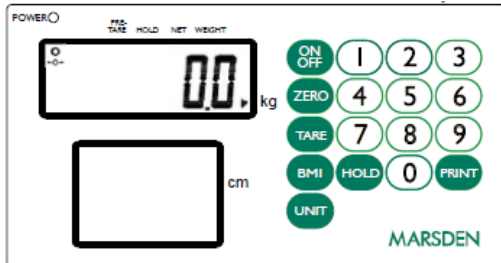 POWER
PRE-TARE HOLD NET WEIGHT
0.0 kg
cm
ON OFF 1 2 3
ZERO 4 5 6
TARE 7 8 9
BMI HOLD 0 PRINT
UNIT
MARSDEN